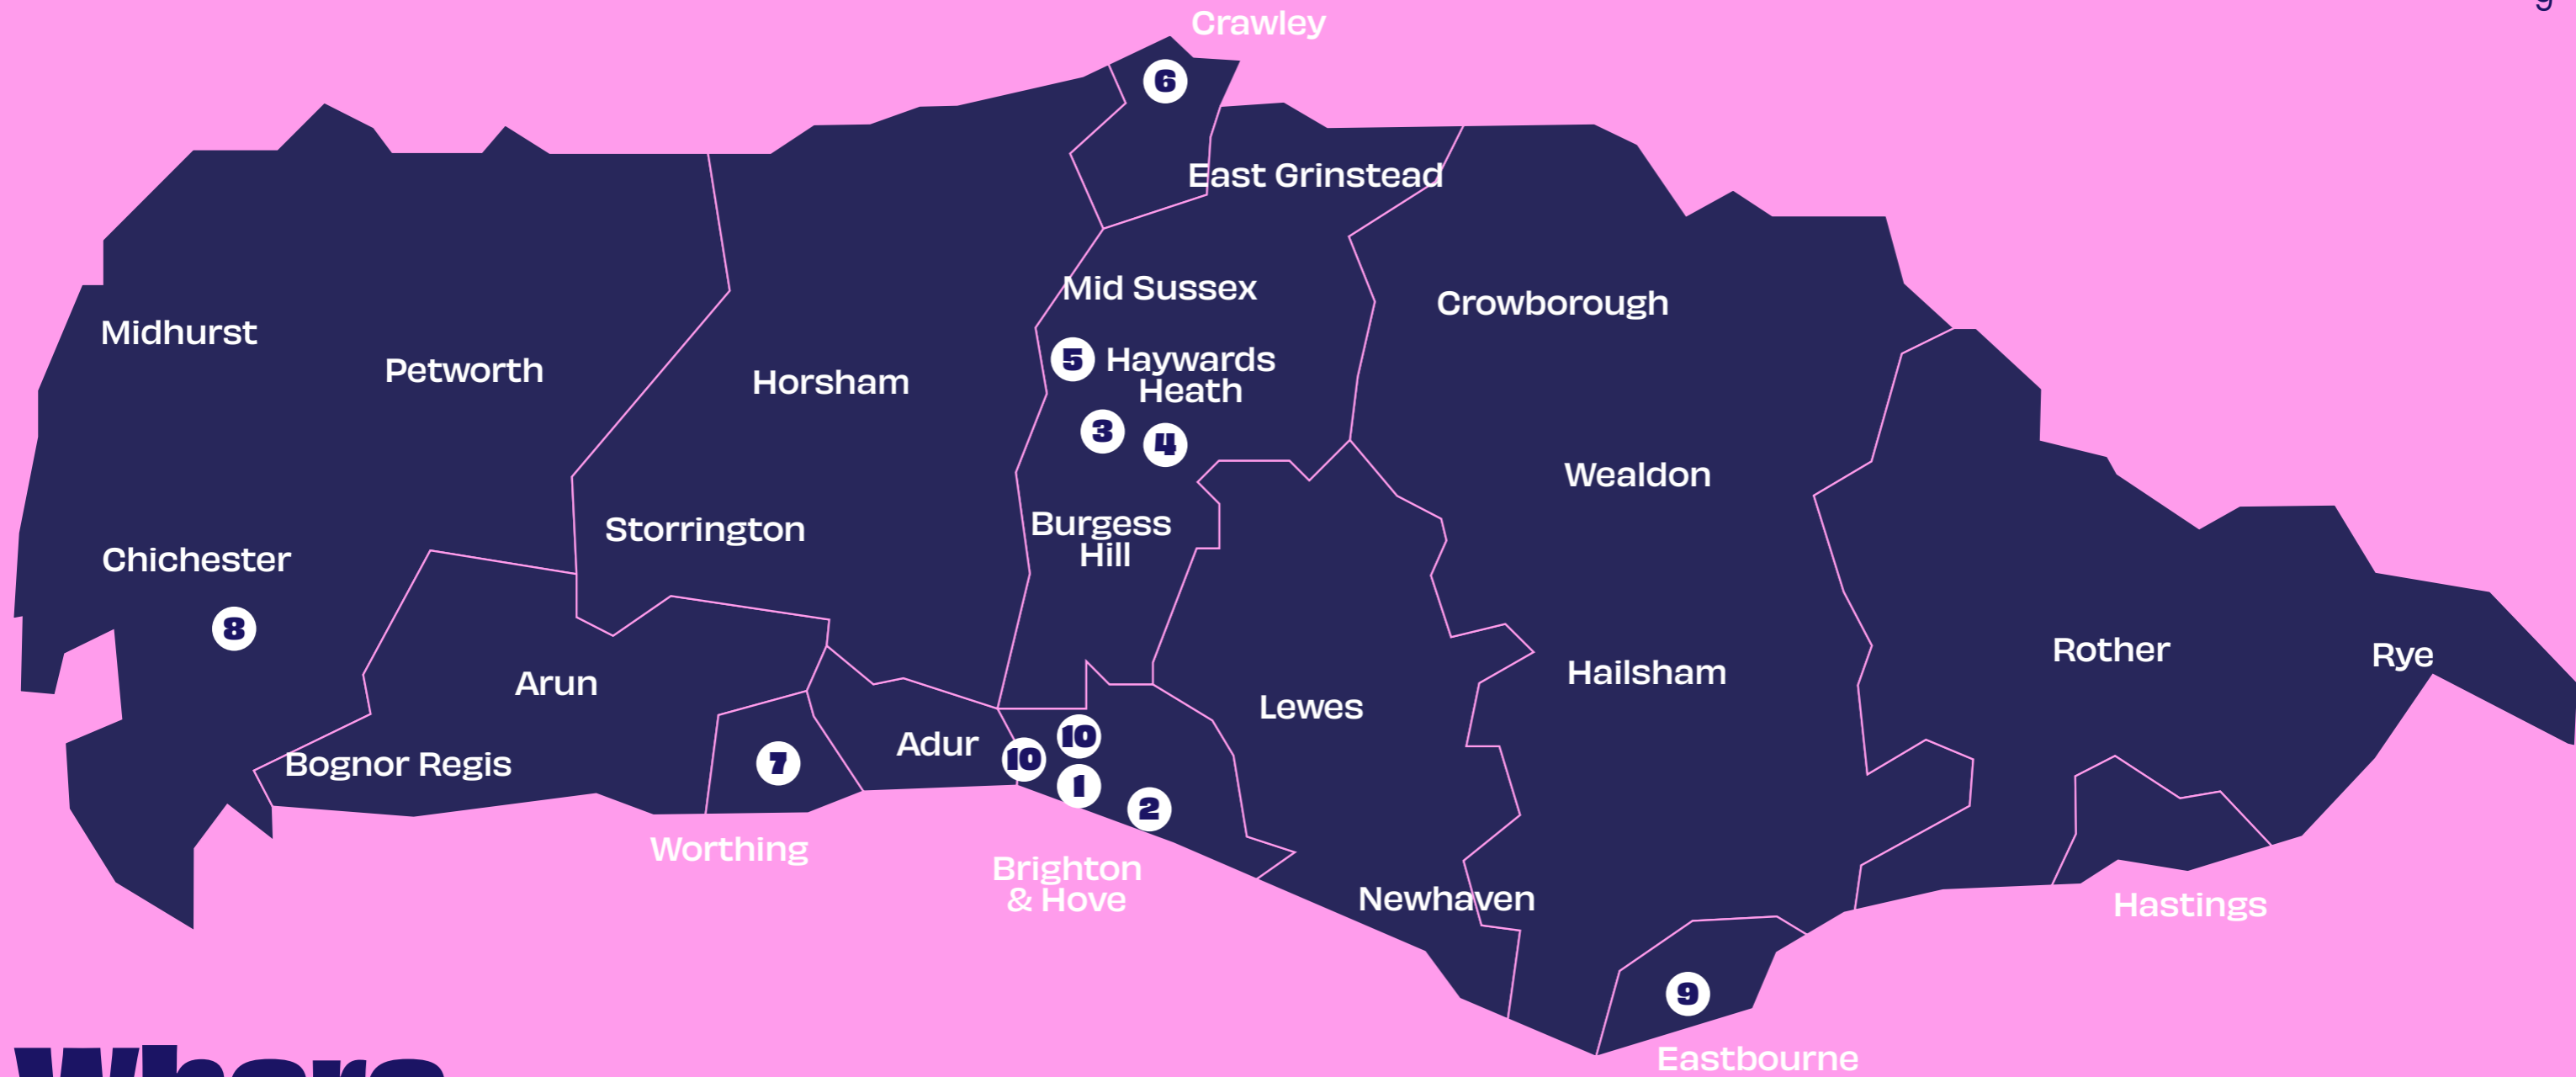 9
Crawley
6
East Grinstead
Mid Sussex
Crowborough
Midhurst
Petworth
Horsham
5
Haywards
Heath
3
4
Wealdon
Storrington
Burgess
Hill
Chichester
8
Arun
Lewes
Hailsham
Rother
Rye
Bognor Regis
7
Adur
10
10
1
2
Worthing
Brighton
& Hove
Newhaven
Hastings
9
Eastbourne
Where